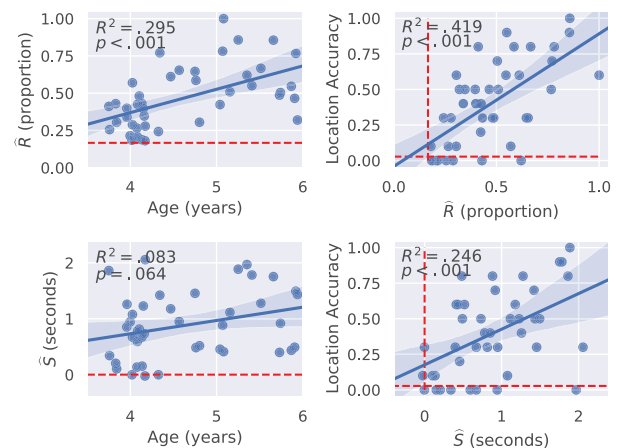 R² = .295
p < .001
1.00
0.75
0.50
0.25
0.00
R̂ (proportion)
4
5
6
Age (years)
R² = .419
p < .001
1.00
0.75
0.50
0.25
0.00
Location Accuracy
0.0
0.5
1.0
R̂ (proportion)
R² = .083
p = .064
2
1
0
Ŝ (seconds)
4
5
6
Age (years)
R² = .246
p < .001
1.00
0.75
0.50
0.25
0.00
Location Accuracy
0
1
2
Ŝ (seconds)